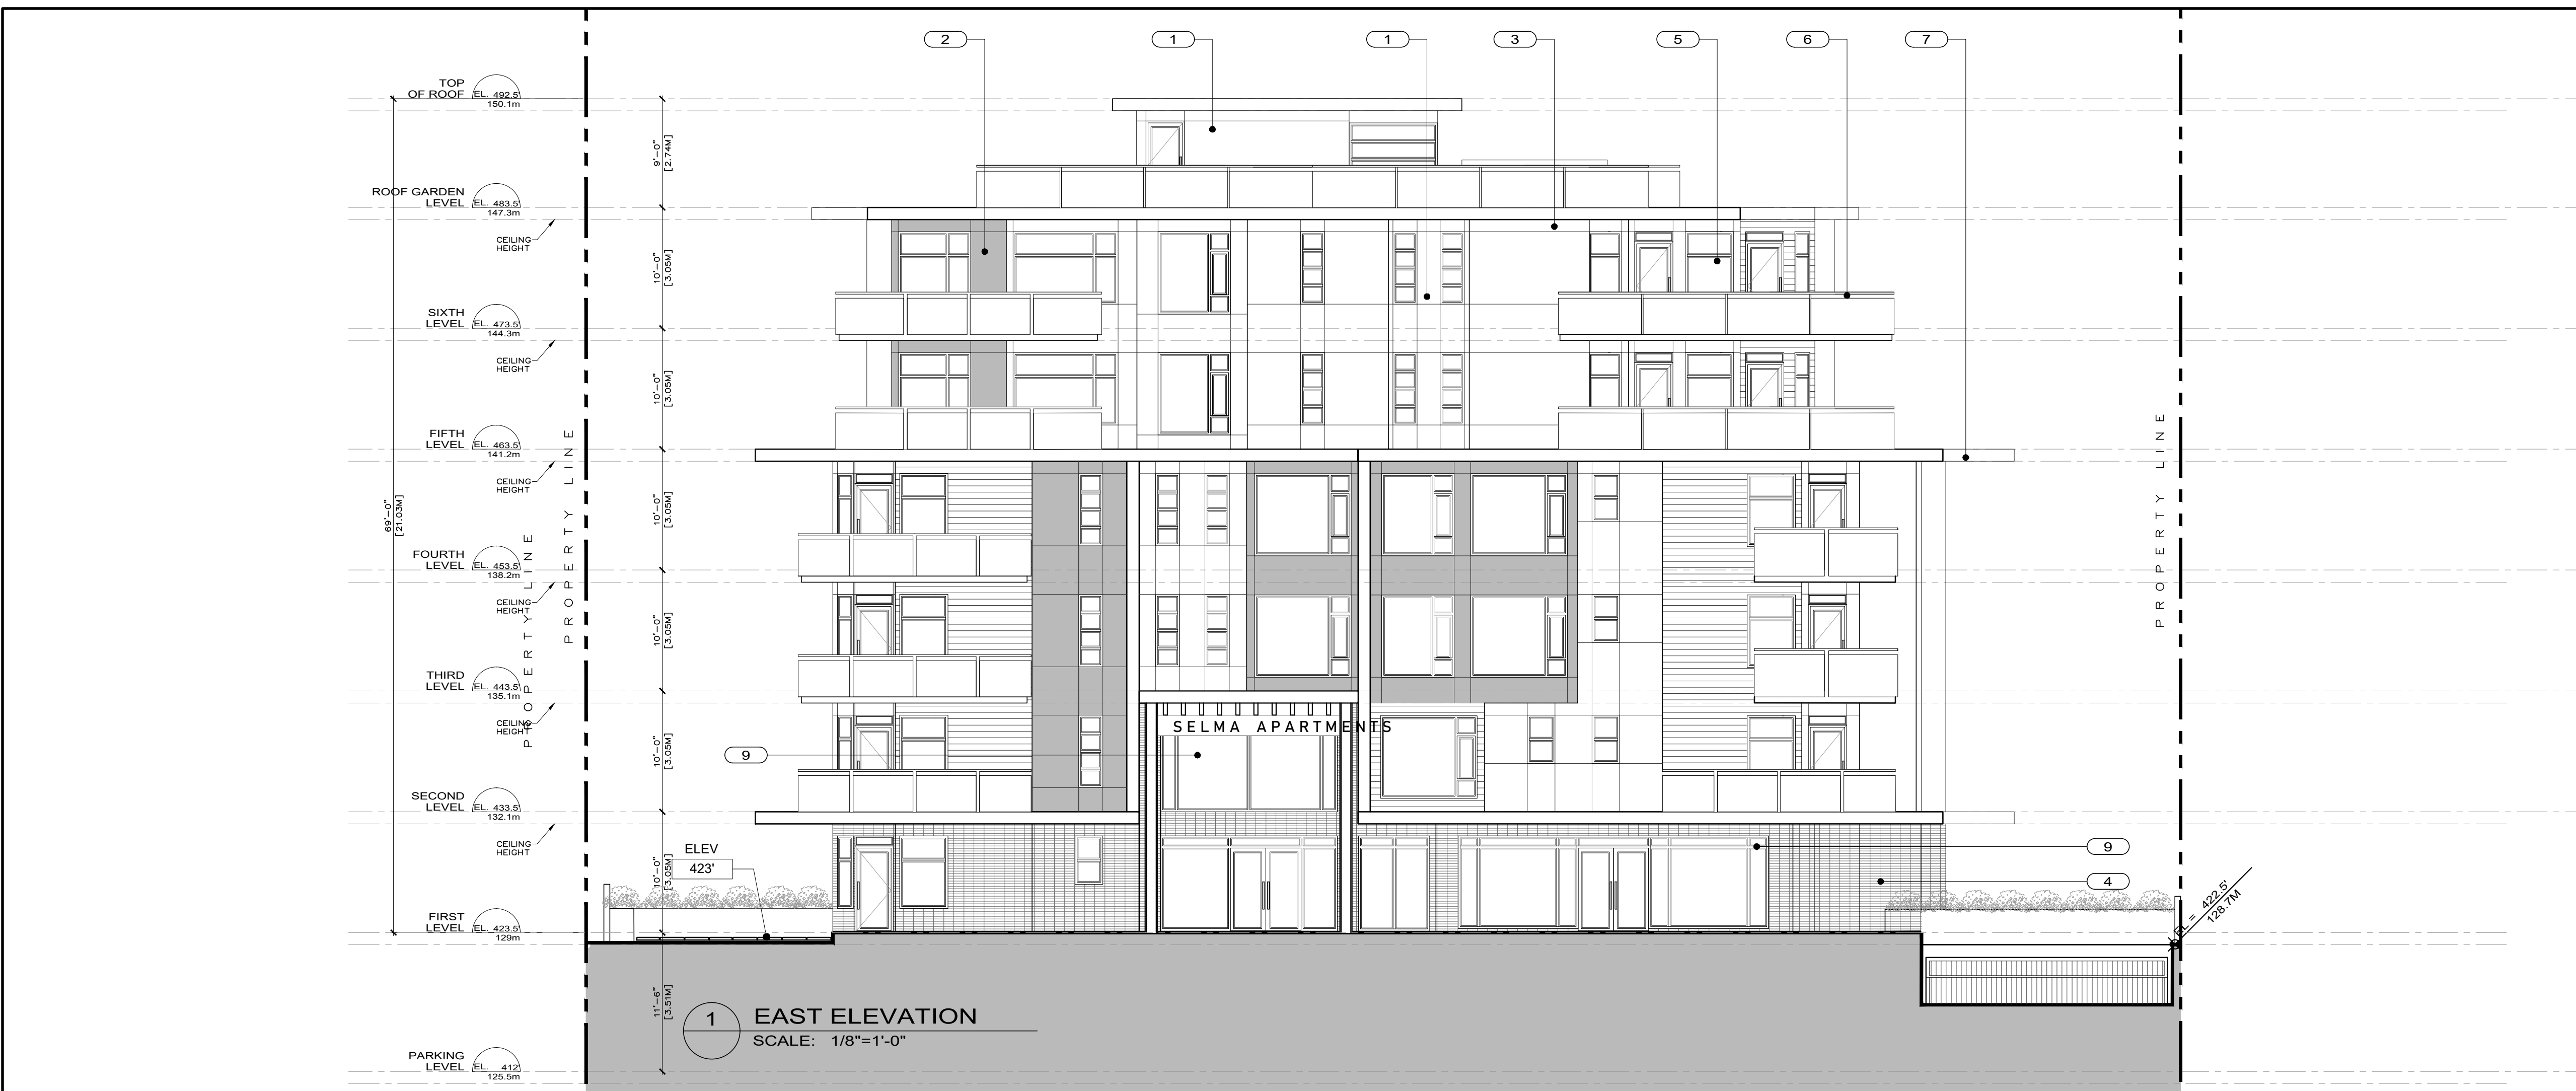 2
1
1
3
5
6
7
TOP
OF ROOF
EL. 492.5'
150.1m
9'-0"
[2.74M]
ROOF GARDEN
LEVEL
EL. 483.5'
147.3m
CEILING
HEIGHT
10'-0"
[3.05M]
SIXTH
LEVEL
EL. 473.5'
144.3m
CEILING
HEIGHT
10'-0"
[3.05M]
FIFTH
LEVEL
EL. 463.5'
141.2m
CEILING
HEIGHT
69'-0"
[21.03M]
PROPERTY LINE
PROPERTY LINE
PROPERTY LINE
10'-0"
[3.05M]
FOURTH
LEVEL
EL. 453.5'
138.2m
CEILING
HEIGHT
10'-0"
[3.05M]
THIRD
LEVEL
EL. 443.5'
135.1m
CEILING
HEIGHT
10'-0"
[3.05M]
SELMA APARTMENTS
9
SECOND
LEVEL
EL. 433.5'
132.1m
CEILING
HEIGHT
10'-0"
[3.05M]
ELEV
423'
9
4
FIRST
LEVEL
EL. 423.5'
129m
EL = 422.5'
128.7M
11'-6"
[3.51M]
1
EAST ELEVATION
SCALE: 1/8"=1'-0"
PARKING
LEVEL
EL. 412'
125.5m